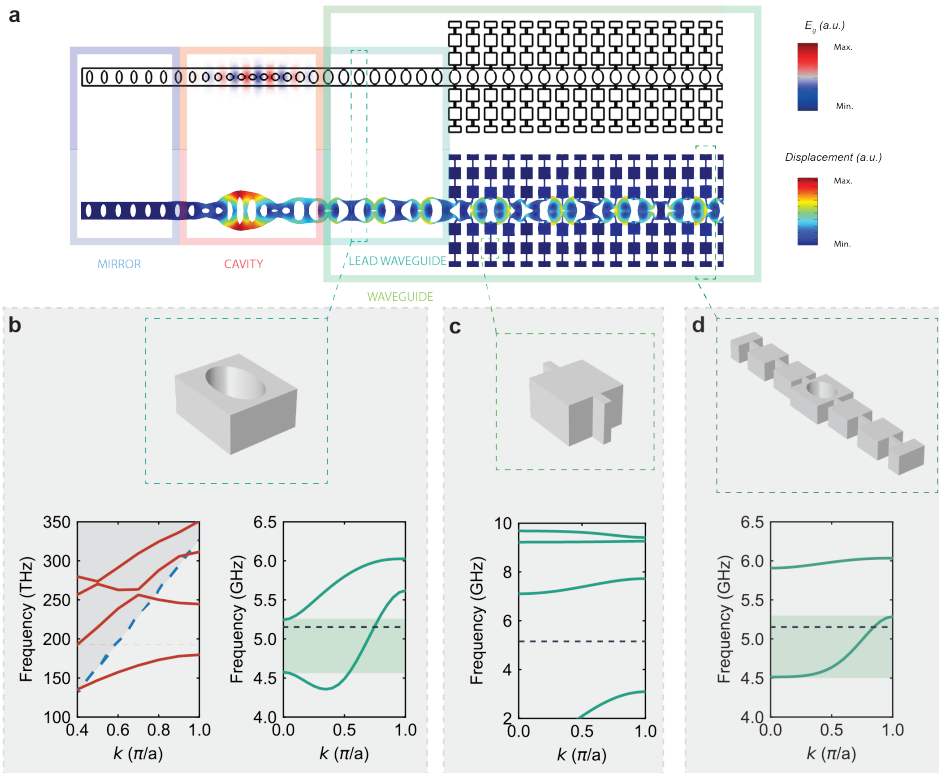 a
E_y (a.u.)
Max.
Min.
Displacement (a.u.)
Max.
Min.
MIRROR
CAVITY
LEAD WAVEGUIDE
WAVEGUIDE
b
c
d
Frequency (THz)
350
300
250
200
150
100
0.4
0.6
0.8
1.0
k (π/a)
Frequency (GHz)
6.5
6.0
5.5
5.0
4.5
4.0
0.0
0.5
1.0
k (π/a)
Frequency (GHz)
10
8
6
4
2
0.0
0.5
1.0
k (π/a)
Frequency (GHz)
6.5
6.0
5.5
5.0
4.5
4.0
0.0
0.5
1.0
k (π/a)